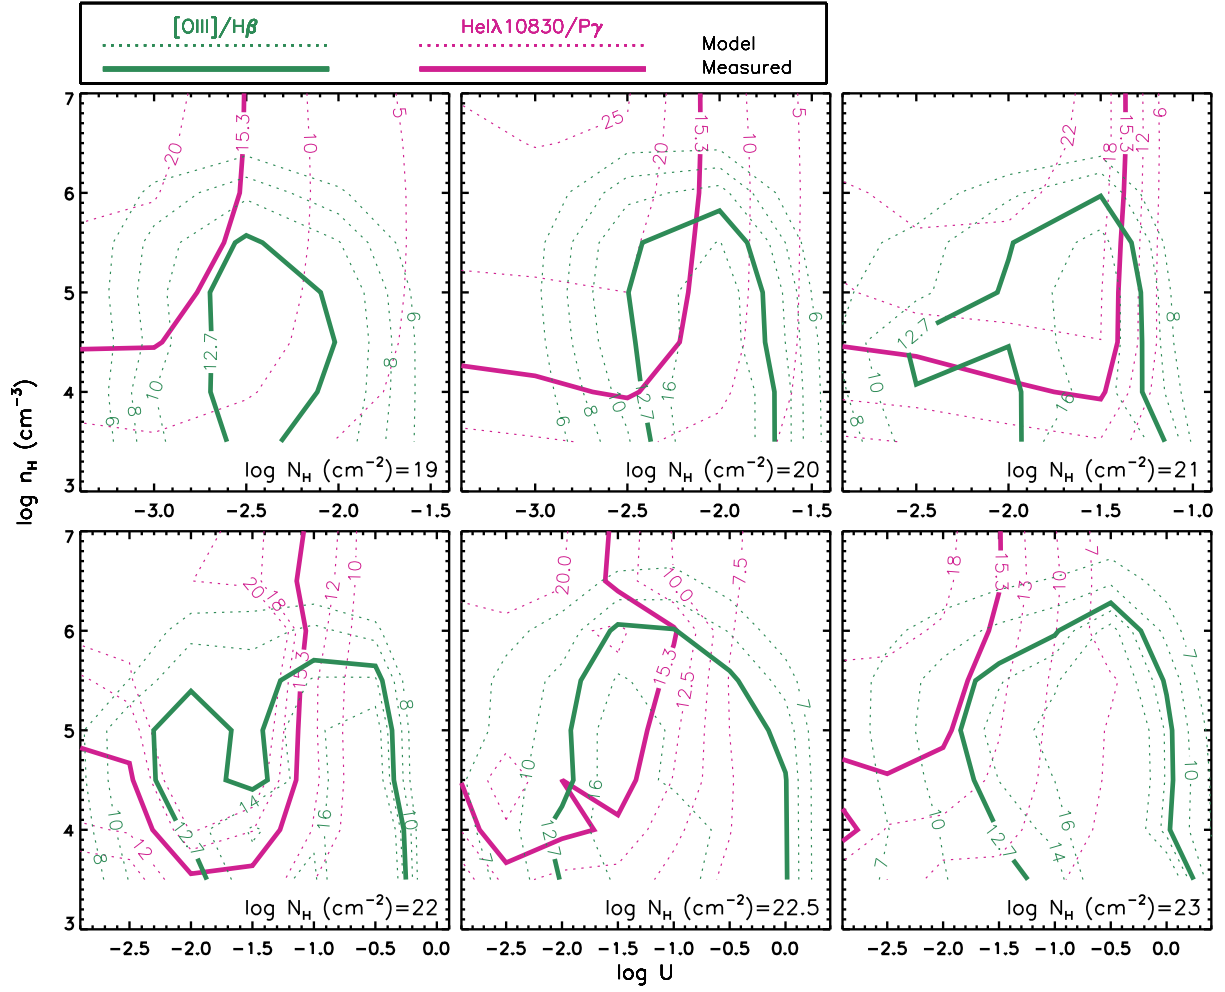 [OIII]/Hβ HeIλ10830/Pγ
Model
Measured
7 6 5 4 3
20 15.3 10 5
12.7
6 8 10 8 6
log N_H (cm⁻²)=19
-3.0 -2.5 -2.0 -1.5
25 20 15.3 10 5
6 8 10 12.7 16 6
log N_H (cm⁻²)=20
-3.0 -2.5 -2.0 -1.5
22 18 15.3 12 9
12.7 10 8 16 8
log N_H (cm⁻²)=21
-2.5 -2.0 -1.5 -1.0
log n_H (cm⁻³)
7 6 5 4 3
20 18 12 10
15.3
8 10 12 12.7 14 16 10 8
log N_H (cm⁻²)=22
-2.5 -2.0 -1.5 -1.0 -0.5 0.0
20.0 10.0 7.5
15.3 12.5
7 10 12.7 16 7
log N_H (cm⁻²)=22.5
-2.5 -2.0 -1.5 -1.0 -0.5 0.0
18 15.3 13 10 7
7 10 12.7 16 14 10 7
log N_H (cm⁻²)=23
-2.5 -2.0 -1.5 -1.0 -0.5 0.0
log U